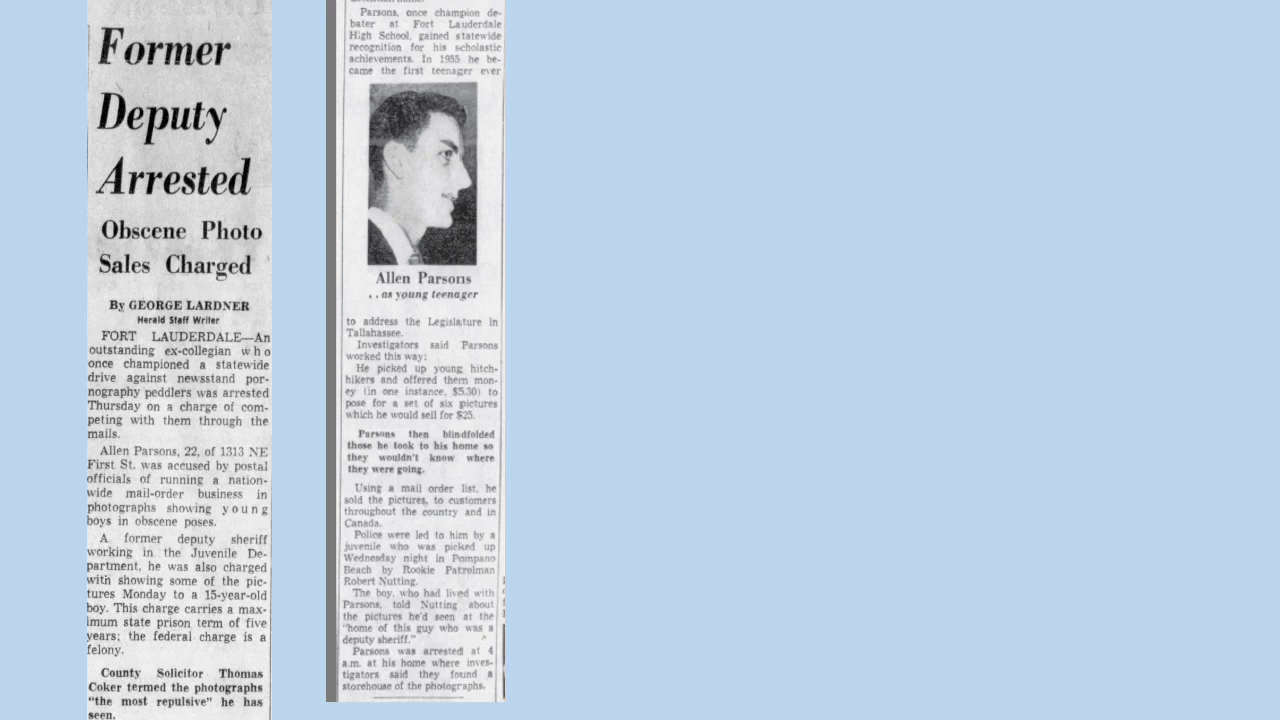 Former
Deputy
Arrested
Obscene Photo
Sales Charged
By GEORGE LARDNER
Herald Staff Writer
FORT LAUDERDALE—An
outstanding ex-collegian who
once championed a statewide
drive against newsstand por-
nography peddlers was arrested
Thursday on a charge of com-
peting with them through the
mails.
Allen Parsons, 22, of 1313 NE
First St. was accused by postal
officials of running a nation-
wide mail-order business in
photographs showing young
boys in obscene poses.
A former deputy sheriff
working in the Juvenile De-
partment, he was also charged
with showing some of the pic-
tures Monday to a 15-year-old
boy. This charge carries a max-
imum state prison term of five
years; the federal charge is a
felony.
County Solicitor Thomas
Coker termed the photographs
"the most repulsive" he has
seen.
Parsons, once champion de-
bater at Fort Lauderdale
High School, gained statewide
recognition for his scholastic
achievements. In 1955 he be-
came the first teenager ever
Allen Parsons
. . as young teenager
to address the Legislature in
Tallahassee.
Investigators said Parsons
worked this way:
He picked up young hitch-
hikers and offered them mon-
ey (in one instance, $5.30) to
pose for a set of six pictures
which he would sell for $25.
Parsons then blindfolded
those he took to his home so
they wouldn't know where
they were going.
Using a mail order list, he
sold the pictures, to customers
throughout the country and in
Canada.
Police were led to him by a
juvenile who was picked up
Wednesday night in Pompano
Beach by Rookie Patrolman
Robert Nutting.
The boy, who had lived with
Parsons, told Nutting about
the pictures he'd seen at the
"home of this guy who was a
deputy sheriff."
Parsons was arrested at 4
a.m. at his home where inves-
tigators said they found a
storehouse of the photographs.